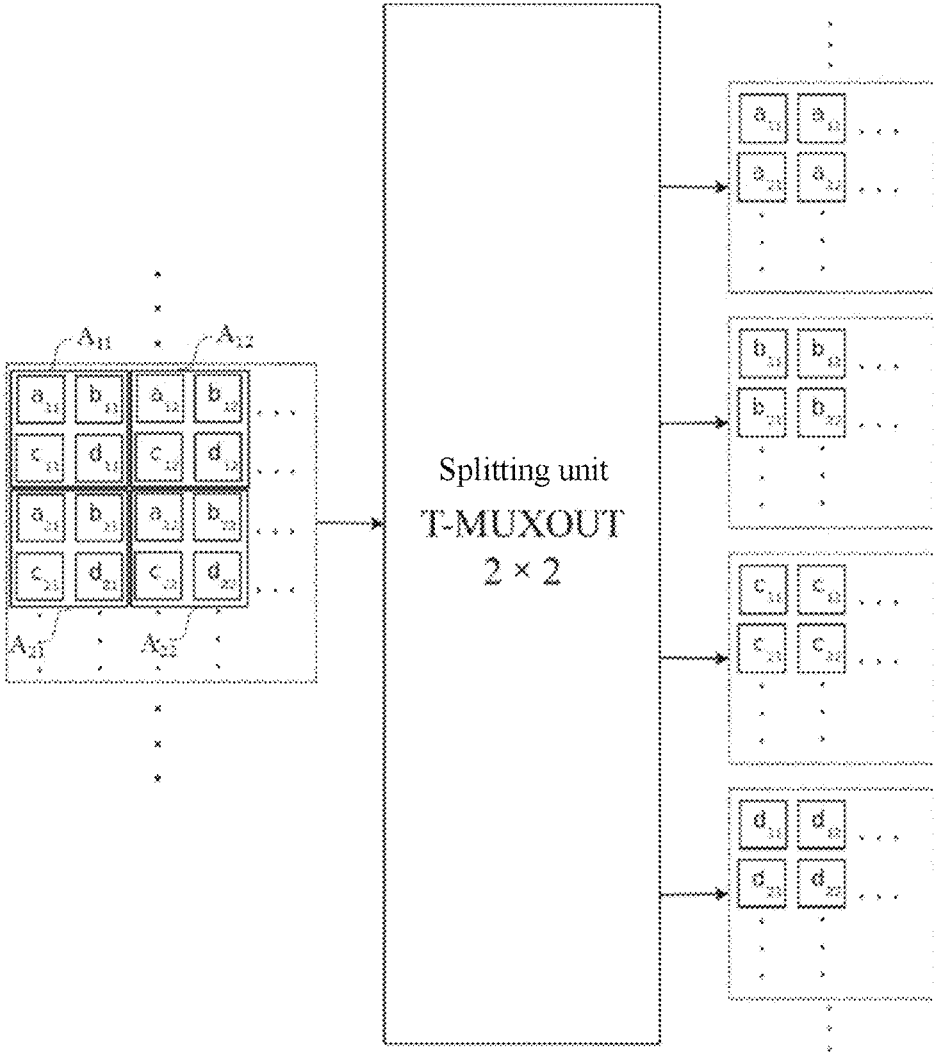 A₁₁ A₁₂
a₁₁ b₁₁ a₁₂ b₁₂ . . .
c₁₁ d₁₁ c₁₂ d₁₂ . . .
a₂₁ b₂₁ a₂₂ b₂₂ . . .
c₂₁ d₂₁ c₂₂ d₂₂ . . .
A₂₁ A₂₂
Splitting unit
T-MUXOUT
2 × 2
a₁₁ a₁₂ . . .
a₂₁ a₂₂ . . .
b₁₁ b₁₂ . . .
b₂₁ b₂₂ . . .
c₁₁ c₁₂ . . .
c₂₁ c₂₂ . . .
d₁₁ d₁₂ . . .
d₂₁ d₂₂ . . .